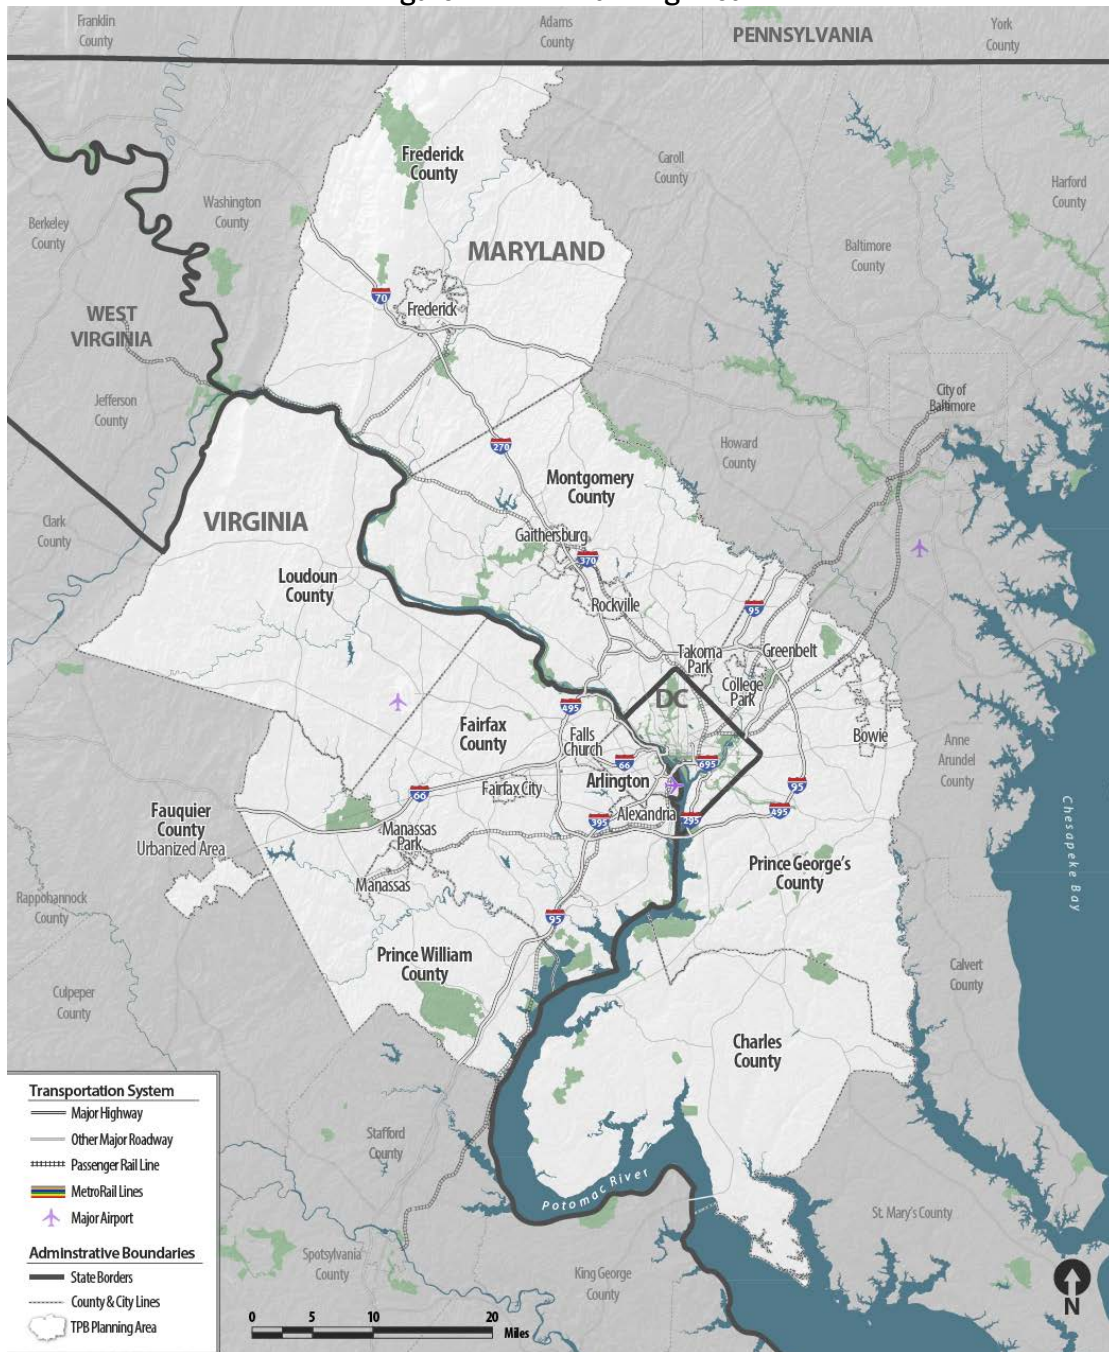 Franklin
County
Adams
County
PENNSYLVANIA
York
County
Frederick
County
Caroll
County
Harford
County
Washington
County
Berkeley
County
MARYLAND
Baltimore
County
70
Frederick
WEST
VIRGINIA
Jefferson
County
City of
Baltimore
270
Howard
County
Montgomery
County
VIRGINIA
Clark
County
Gaithersburg
370
Loudoun
County
Rockville
95
Takoma
Park
Greenbelt
College
Park
DC
495
Fairfax
County
Falls
Church
Bowie
Anne
Arundel
County
66
695
Arlington
Fairfax City
66
95
495
Fauquier
County
Urbanized Area
395
Alexandria
295
Manassas
Park
Manassas
Prince George's
County
Chesapeke Bay
Rappohannock
County
95
Prince William
County
Calvert
County
Culpeper
County
Charles
County
Stafford
County
Potomac River
St. Mary's County
Spotsylvania
County
King George
County
Transportation System
Major Highway
Other Major Roadway
Passenger Rail Line
MetroRail Lines
Major Airport
Adminstrative Boundaries
State Borders
County & City Lines
TPB Planning Area
0 5 10 20
Miles
N